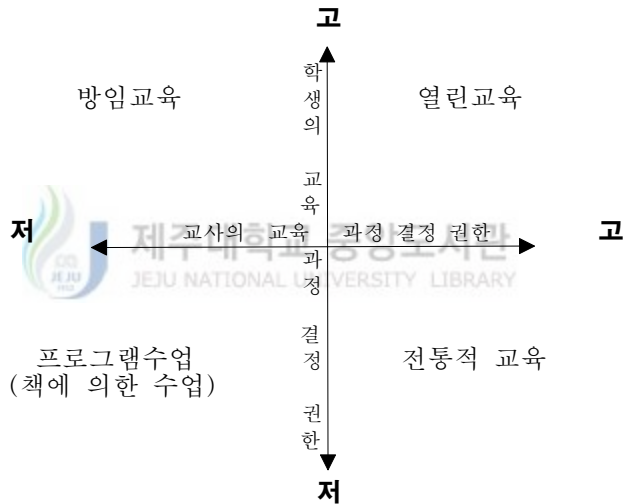 고
방임교육
열린교육
학생의 교육과정 결정 권한
저
교사의 교육 과정 결정 권한
고
제주대학교 중앙도서관
JEJU NATIONAL UNIVERSITY LIBRARY
JEJU
프로그램수업
(책에 의한 수업)
전통적 교육
저